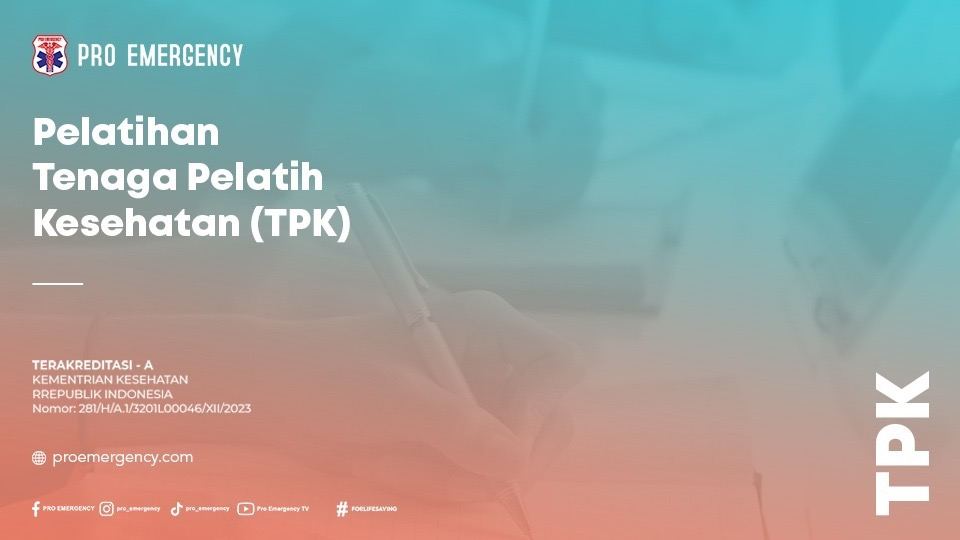 PRO EMERGENCY
Pelatihan
Tenaga Pelatih
Kesehatan (TPK)
TERAKREDITASI - A
KEMENTRIAN KESEHATAN
RREPUBLIK INDONESIA
Nomor: 281/H/A.1/3201L00046/XII/2023
proemergency.com
PRO EMERGENCY pro_emergency pro_emergency Pro Emergency TV # FORLIFESAVING
TPK